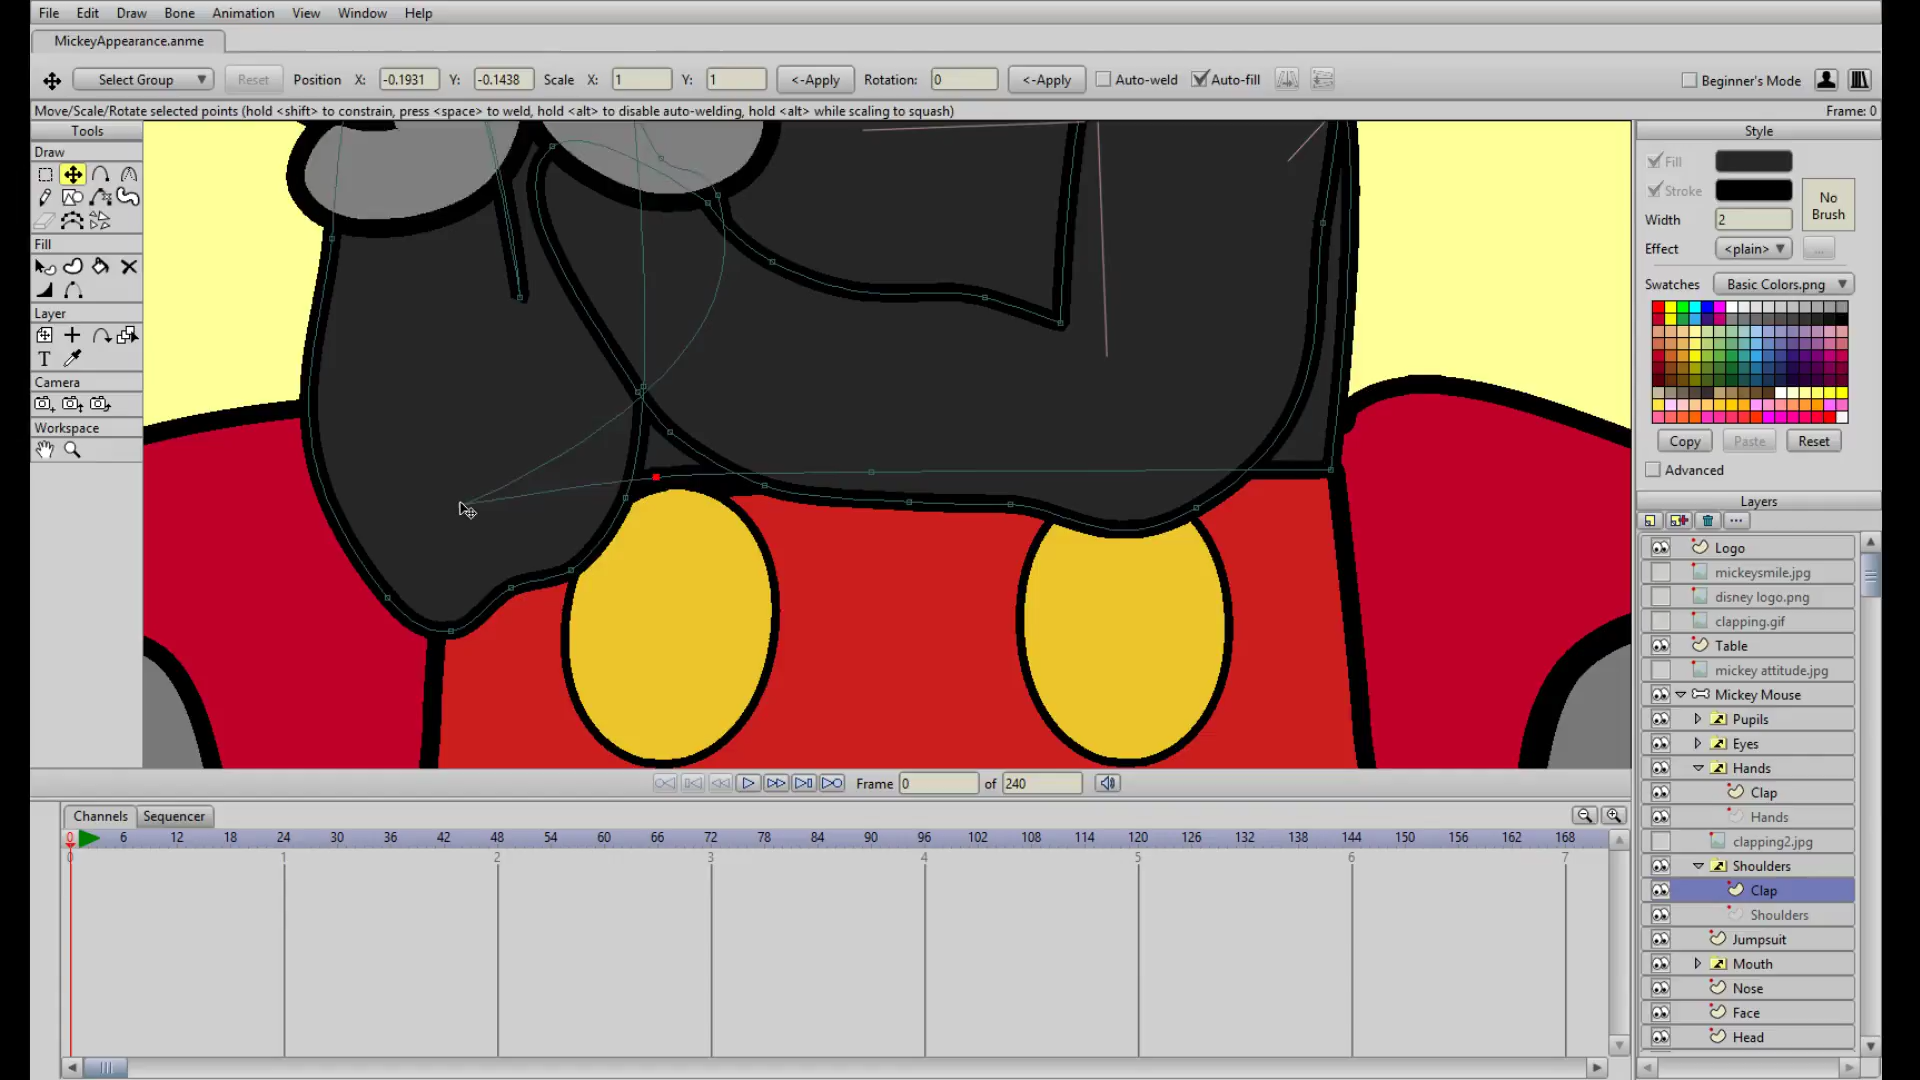 File Edit Draw Bone Animation View Window Help
MickeyAppearance.anme
Select Group Reset Position X: -0.1931 Y: -0.1438 Scale X: 1 Y: 1 <-Apply Rotation: 0 <-Apply Auto-weld Auto-fill Beginner's Mode
Move/Scale/Rotate selected points (hold <shift> to constrain, press <space> to weld, hold <alt> to disable auto-welding, hold <alt> while scaling to squash) Frame: 0
Tools
Draw
Fill
Layer
T
Camera
Workspace
Style
Fill
Stroke
No
Brush
Width 2
Effect <plain> ...
Swatches Basic Colors.png
Copy Paste Reset
Advanced
Layers
Logo
mickeysmile.jpg
disney logo.png
clapping.gif
Table
mickey attitude.jpg
Mickey Mouse
Pupils
Eyes
Hands
Clap
Hands
clapping2.jpg
Shoulders
Clap
Shoulders
Jumpsuit
Mouth
Nose
Face
Head
Frame 0 of 240
Channels Sequencer
0 6 12 18 24 30 36 42 48 54 60 66 72 78 84 90 96 102 108 114 120 126 132 138 144 150 156 162 168
0 1 2 3 4 5 6 7